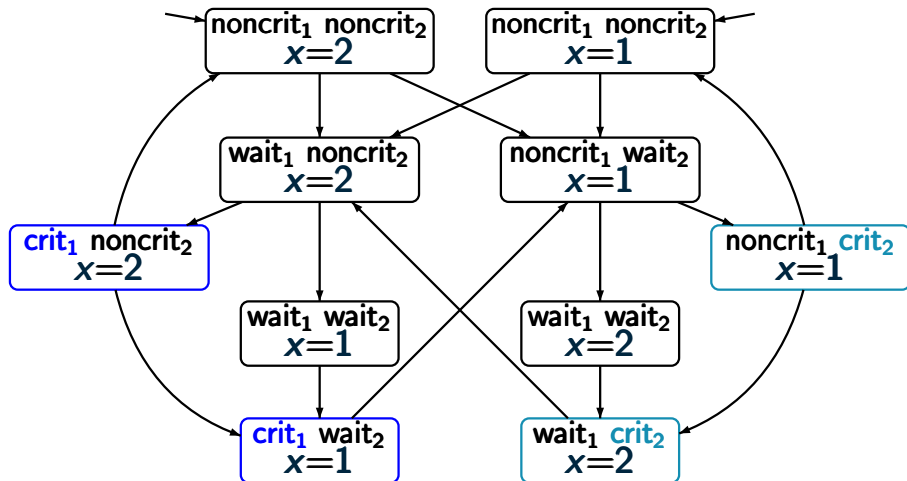 noncrit₁ noncrit₂
x=2
noncrit₁ noncrit₂
x=1
wait₁ noncrit₂
x=2
noncrit₁ wait₂
x=1
crit₁ noncrit₂
x=2
noncrit₁ crit₂
x=1
wait₁ wait₂
x=1
wait₁ wait₂
x=2
crit₁ wait₂
x=1
wait₁ crit₂
x=2